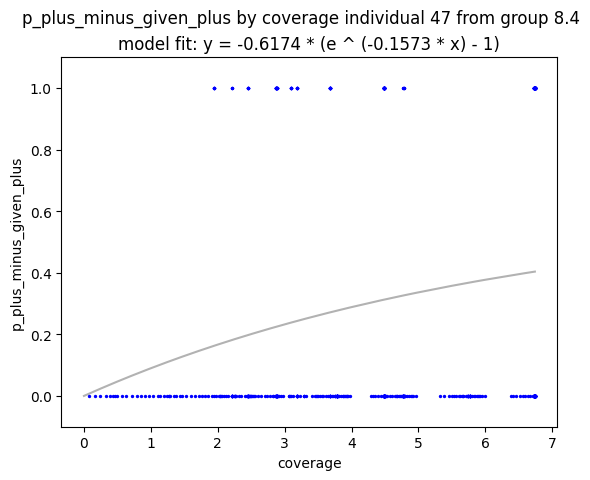 p_plus_minus_given_plus by coverage individual 47 from group 8.4
model fit: y = -0.6174 * (e ^ (-0.1573 * x) - 1)
1.0
0.8
0.6
0.4
0.2
0.0
p_plus_minus_given_plus
0 1 2 3 4 5 6 7
coverage